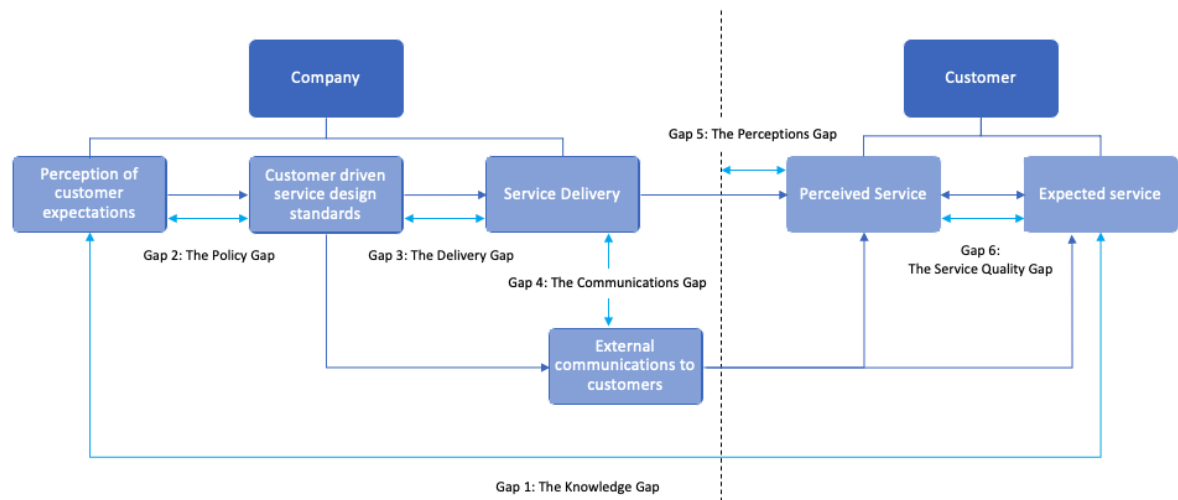 Company
Customer
Gap 5: The Perceptions Gap
Perception of
customer
expectations
Customer driven
service design
standards
Service Delivery
Perceived Service
Expected service
Gap 2: The Policy Gap
Gap 3: The Delivery Gap
Gap 6:
The Service Quality Gap
Gap 4: The Communications Gap
External
communications to
customers
Gap 1: The Knowledge Gap